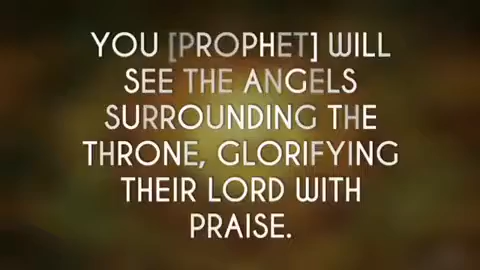 YOU [PROPHET] WILL
SEE THE ANGELS
SURROUNDING THE
THRONE, GLORIFYING
THEIR LORD WITH
PRAISE.